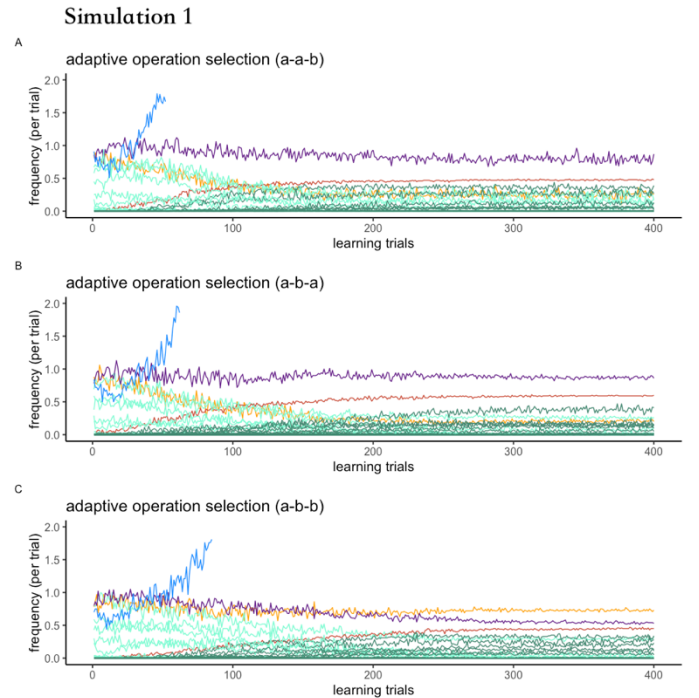 Simulation 1
A
adaptive operation selection (a-a-b)
frequency (per trial)
2.0
1.5
1.0
0.5
0.0
0 100 200 300 400
learning trials
B
adaptive operation selection (a-b-a)
frequency (per trial)
2.0
1.5
1.0
0.5
0.0
0 100 200 300 400
learning trials
C
adaptive operation selection (a-b-b)
frequency (per trial)
2.0
1.5
1.0
0.5
0.0
0 100 200 300 400
learning trials